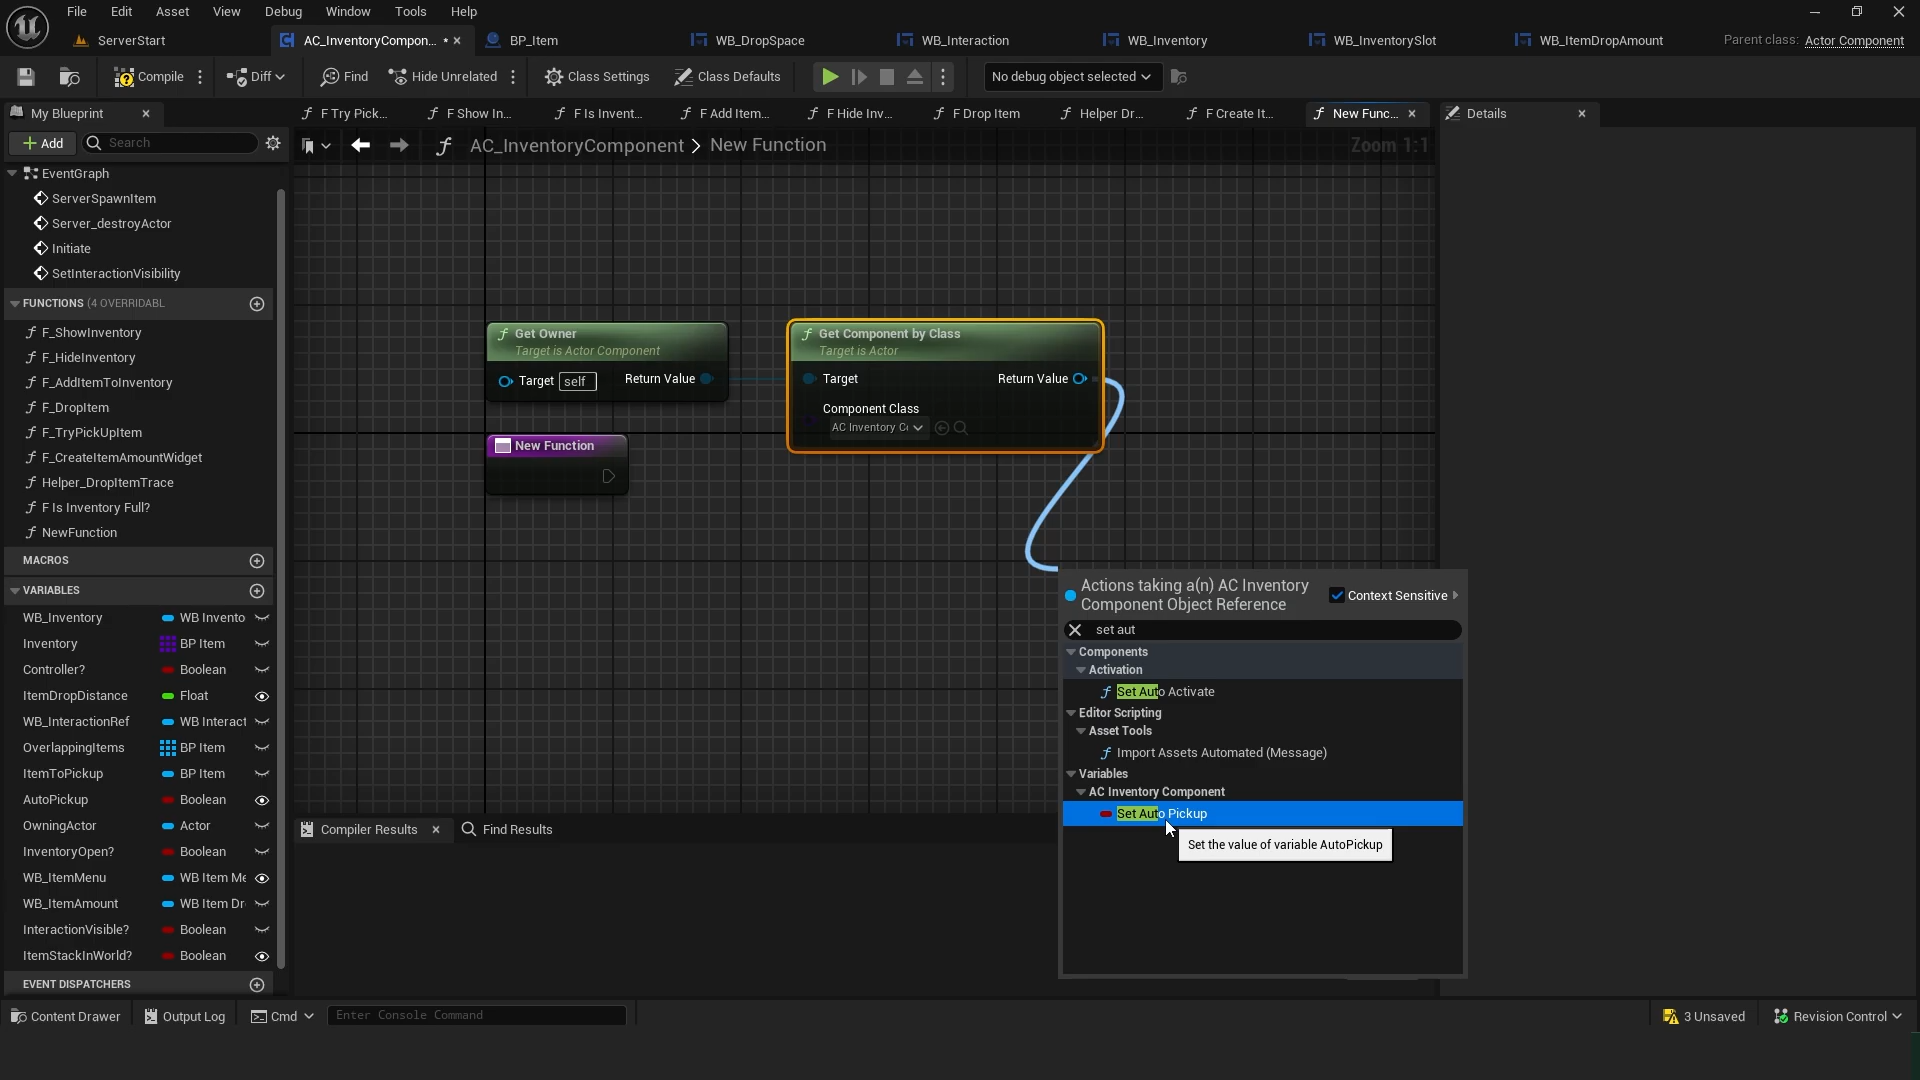 File Edit Asset View Debug Window Tools Help
ServerStart
AC_InventoryCompon... *
BP_Item
WB_DropSpace
WB_Interaction
WB_Inventory
WB_InventorySlot
WB_ItemDropAmount
Parent class: Actor Component
Compile
Diff
Find
Hide Unrelated
Class Settings
Class Defaults
No debug object selected
My Blueprint
F Try Pick...
F Show In...
F Is Invent...
F Add Item...
F Hide Inv...
F Drop Item
Helper Dr...
F Create It...
New Func...
Details
Add
Search
AC_InventoryComponent > New Function
Zoom 1:1
EventGraph
ServerSpawnItem
Server_destroyActor
Initiate
SetInteractionVisibility
FUNCTIONS (4 OVERRIDABL
F_ShowInventory
F_HideInventory
F_AddItemToInventory
F_DropItem
F_TryPickUpItem
F_CreateItemAmountWidget
Helper_DropItemTrace
F Is Inventory Full?
NewFunction
MACROS
VARIABLES
WB_Inventory WB Invento
Inventory BP Item
Controller? Boolean
ItemDropDistance Float
WB_InteractionRef WB Interact
OverlappingItems BP Item
ItemToPickup BP Item
AutoPickup Boolean
OwningActor Actor
InventoryOpen? Boolean
WB_ItemMenu WB Item Me
WB_ItemAmount WB Item Dr
InteractionVisible? Boolean
ItemStackInWorld? Boolean
EVENT DISPATCHERS
Get Owner
Target is Actor Component
Target self Return Value
New Function
Get Component by Class
Target is Actor
Target Return Value
Component Class
AC Inventory C
Actions taking a(n) AC Inventory
Component Object Reference
Context Sensitive
set aut
Components
Activation
Set Auto Activate
Editor Scripting
Asset Tools
Import Assets Automated (Message)
Variables
AC Inventory Component
Set Auto Pickup
Set the value of variable AutoPickup
Compiler Results
Find Results
Content Drawer
Output Log
Cmd
Enter Console Command
3 Unsaved
Revision Control